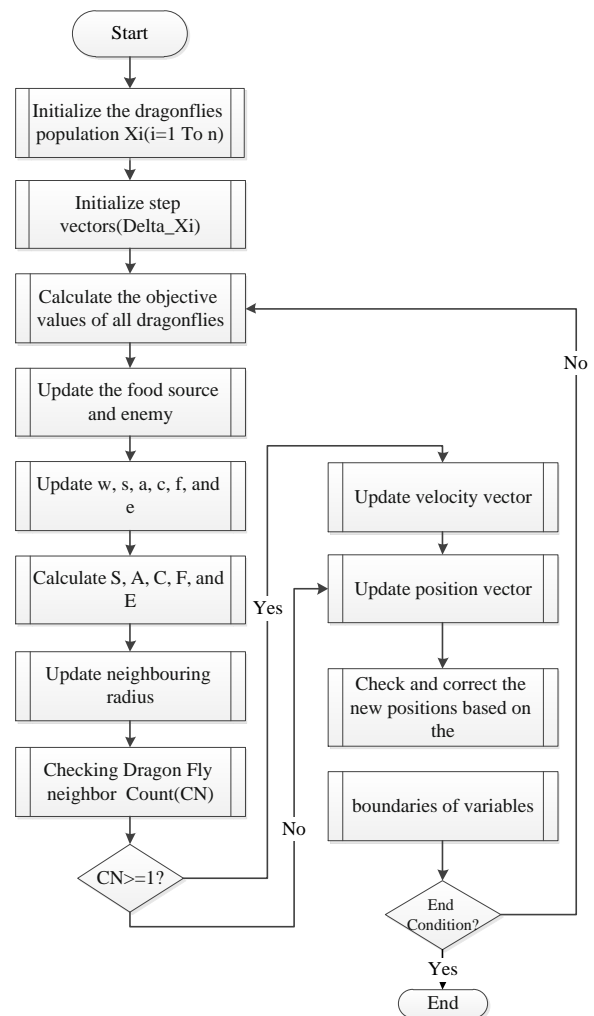 Start
Initialize the dragonflies
population Xi(i=1 To n)
Initialize step
vectors(Delta_Xi)
Calculate the objective
values of all dragonflies
Update the food source
and enemy
Update w, s, a, c, f, and
e
Calculate S, A, C, F, and
E
Update neighbouring
radius
Checking Dragon Fly
neighbor Count(CN)
CN>=1?
Yes
No
Update velocity vector
Update position vector
Check and correct the
new positions based on
the
boundaries of variables
End
Condition?
No
Yes
End